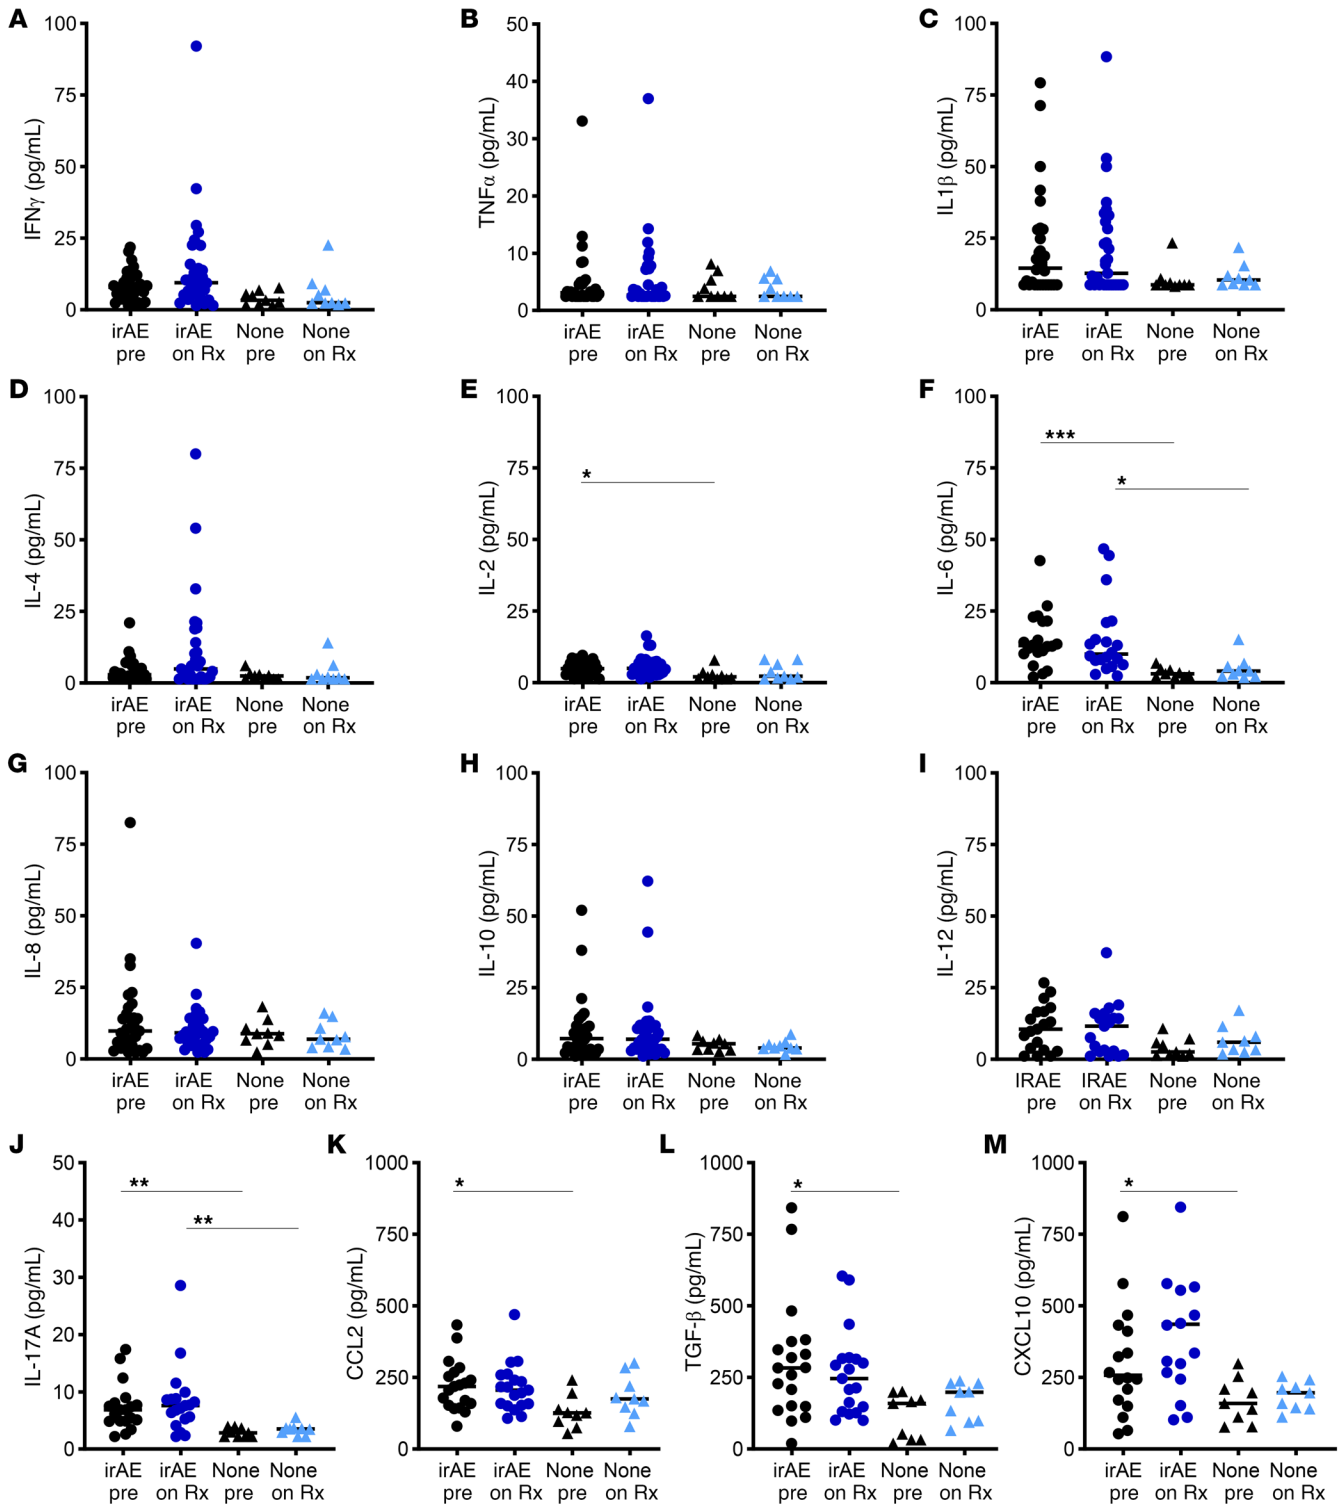 A
IFNγ (pg/mL)
100
75
50
25
0
irAE pre
irAE on Rx
None pre
None on Rx
B
TNFα (pg/mL)
50
40
30
20
10
0
irAE pre
irAE on Rx
None pre
None on Rx
C
IL1β (pg/mL)
100
75
50
25
0
irAE pre
irAE on Rx
None pre
None on Rx
D
IL-4 (pg/mL)
100
75
50
25
0
irAE pre
irAE on Rx
None pre
None on Rx
E
IL-2 (pg/mL)
100
75
50
25
0
*
irAE pre
irAE on Rx
None pre
None on Rx
F
IL-6 (pg/mL)
100
75
50
25
0
***
*
irAE pre
irAE on Rx
None pre
None on Rx
G
IL-8 (pg/mL)
100
75
50
25
0
irAE pre
irAE on Rx
None pre
None on Rx
H
IL-10 (pg/mL)
100
75
50
25
0
irAE pre
irAE on Rx
None pre
None on Rx
I
IL-12 (pg/mL)
100
75
50
25
0
IRAE pre
IRAE on Rx
None pre
None on Rx
J
IL-17A (pg/mL)
50
40
30
20
10
0
**
**
irAE pre
irAE on Rx
None pre
None on Rx
K
CCL2 (pg/mL)
1000
750
500
250
0
*
irAE pre
irAE on Rx
None pre
None on Rx
L
TGF-β (pg/mL)
1000
750
500
250
0
*
irAE pre
irAE on Rx
None pre
None on Rx
M
CXCL10 (pg/mL)
1000
750
500
250
0
*
irAE pre
irAE on Rx
None pre
None on Rx